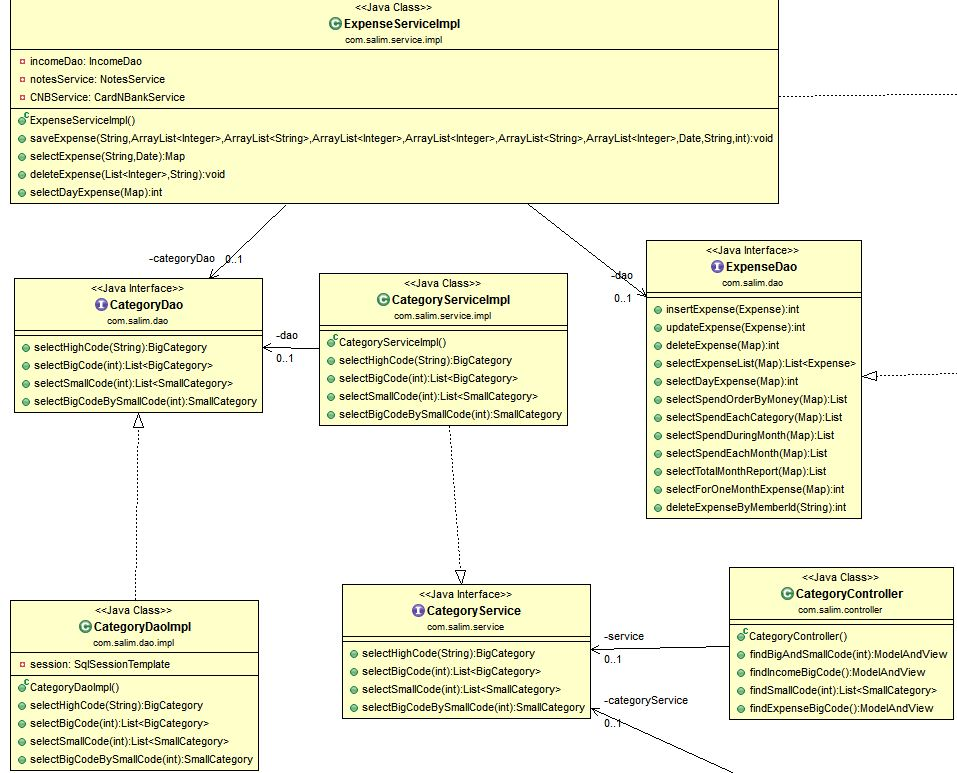 <<Java Class>>
ExpenseServiceImpl
com.salim.service.impl
incomeDao: IncomeDao
notesService: NotesService
CNBService: CardNBankService
ExpenseServiceImpl()
saveExpense(String,ArrayList<Integer>,ArrayList<String>,ArrayList<Integer>,ArrayList<Integer>,ArrayList<String>,ArrayList<Integer>,Date,String,int):void
selectExpense(String,Date):Map
deleteExpense(List<Integer>,String):void
selectDayExpense(Map):int
-categoryDao
0..1
-dao
0..1
<<Java Interface>>
CategoryDao
com.salim.dao
selectHighCode(String):BigCategory
selectBigCode(int):List<BigCategory>
selectSmallCode(int):List<SmallCategory>
selectBigCodeBySmallCode(int):SmallCategory
-dao
0..1
<<Java Class>>
CategoryServiceImpl
com.salim.service.impl
CategoryServiceImpl()
selectHighCode(String):BigCategory
selectBigCode(int):List<BigCategory>
selectSmallCode(int):List<SmallCategory>
selectBigCodeBySmallCode(int):SmallCategory
<<Java Interface>>
ExpenseDao
com.salim.dao
insertExpense(Expense):int
updateExpense(Expense):int
deleteExpense(Map):int
selectExpenseList(Map):List<Expense>
selectDayExpense(Map):int
selectSpendOrderByMoney(Map):List
selectSpendEachCategory(Map):List
selectSpendDuringMonth(Map):List
selectSpendEachMonth(Map):List
selectTotalMonthReport(Map):List
selectForOneMonthExpense(Map):int
deleteExpenseByMemberId(String):int
<<Java Class>>
CategoryDaoImpl
com.salim.dao.impl
session: SqlSessionTemplate
CategoryDaoImpl()
selectHighCode(String):BigCategory
selectBigCode(int):List<BigCategory>
selectSmallCode(int):List<SmallCategory>
selectBigCodeBySmallCode(int):SmallCategory
<<Java Interface>>
CategoryService
com.salim.service
selectHighCode(String):BigCategory
selectBigCode(int):List<BigCategory>
selectSmallCode(int):List<SmallCategory>
selectBigCodeBySmallCode(int):SmallCategory
-service
0..1
-categoryService
0..1
<<Java Class>>
CategoryController
com.salim.controller
CategoryController()
findBigAndSmallCode(int):ModelAndView
findIncomeBigCode():ModelAndView
findSmallCode(int):List<SmallCategory>
findExpenseBigCode():ModelAndView